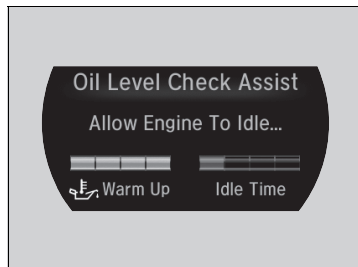 Oil Level Check Assist
Allow Engine To Idle...
Warm Up
Idle Time